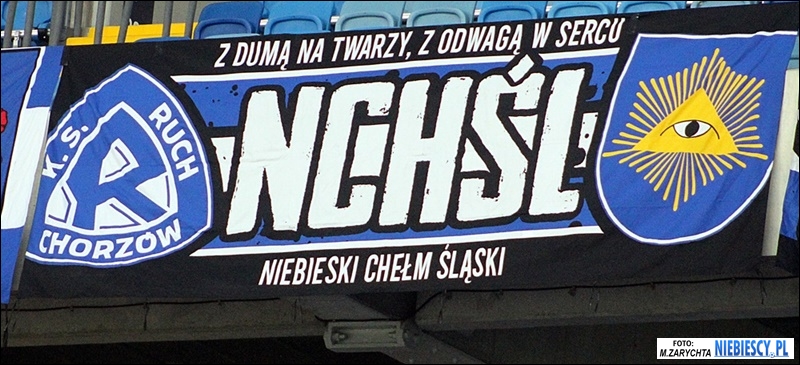 Z DUMĄ NA TWARZY, Z ODWAGĄ W SERCU
K. S. RUCH
CHORZÓW
R
NCHŚL
NIEBIESKI CHEŁM ŚLĄSKI
FOTO:
M.ZARYCHTA NIEBIESCY.PL